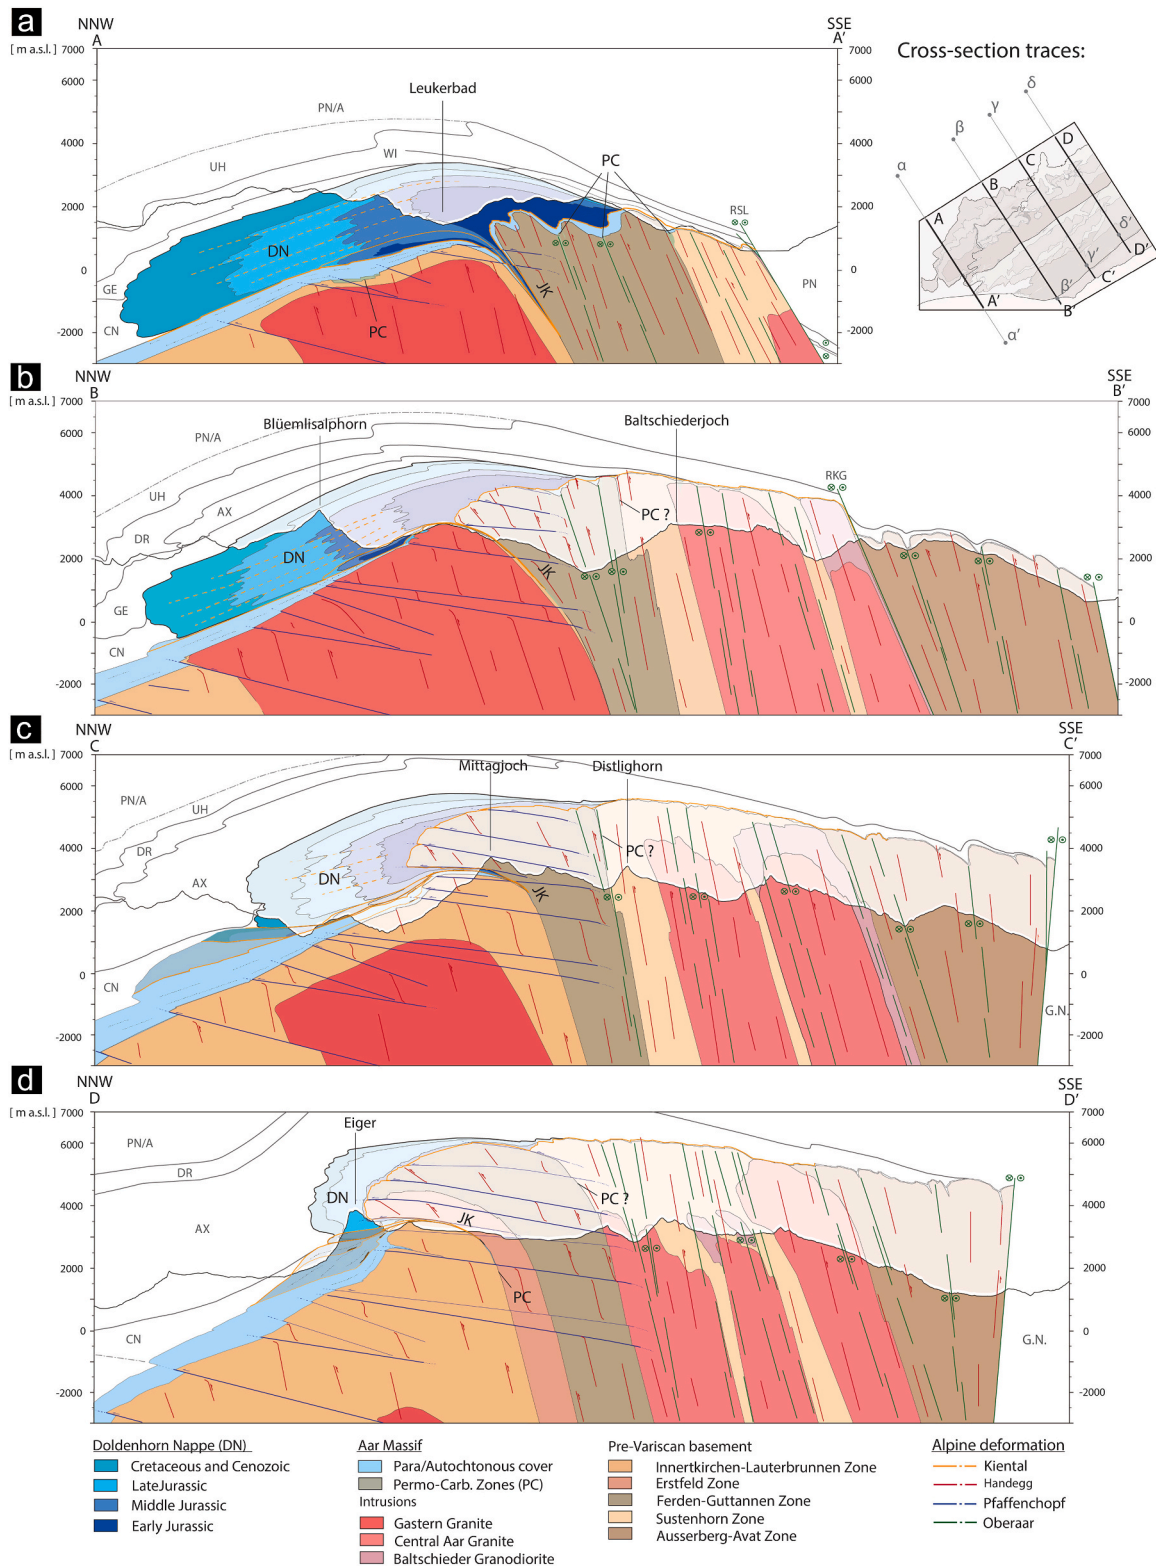 a
NNW
A
[ m a.s.l. ]
SSE
A'
7000
6000
4000
2000
0
-2000
7000
6000
4000
2000
0
-2000
Leukerbad
PN/A
UH
WI
PC
RSL
DN
GE
CN
PC
JK
PN
Cross-section traces:
α
β
γ
δ
A
B
C
D
A'
B'
C'
D'
α'
β'
γ'
δ'
b
NNW
B
[ m a.s.l. ]
SSE
B'
7000
6000
4000
2000
0
-2000
7000
6000
4000
2000
0
-2000
Blüemlisalphorn
Baltschiederjoch
PN/A
UH
AX
DR
GE
CN
DN
JK
PC ?
RKG
c
NNW
C
[ m a.s.l. ]
SSE
C'
7000
6000
4000
2000
0
-2000
7000
6000
4000
2000
0
-2000
Mittagjoch
Distlighorn
PN/A
UH
DR
AX
CN
DN
JK
PC ?
G.N.
d
NNW
D
[ m a.s.l. ]
SSE
D'
7000
6000
4000
2000
0
-2000
7000
6000
4000
2000
0
-2000
Eiger
PN/A
DR
AX
CN
DN
JK
PC ?
PC
G.N.
Doldenhorn Nappe (DN)
Cretaceous and Cenozoic
LateJurassic
Middle Jurassic
Early Jurassic
Aar Massif
Para/Autochtonous cover
Permo-Carb. Zones (PC)
Intrusions
Gastern Granite
Central Aar Granite
Baltschieder Granodiorite
Pre-Variscan basement
Innertkirchen-Lauterbrunnen Zone
Erstfeld Zone
Ferden-Guttannen Zone
Sustenhorn Zone
Ausserberg-Avat Zone
Alpine deformation
Kiental
Handegg
Pfaffenchopf
Oberaar